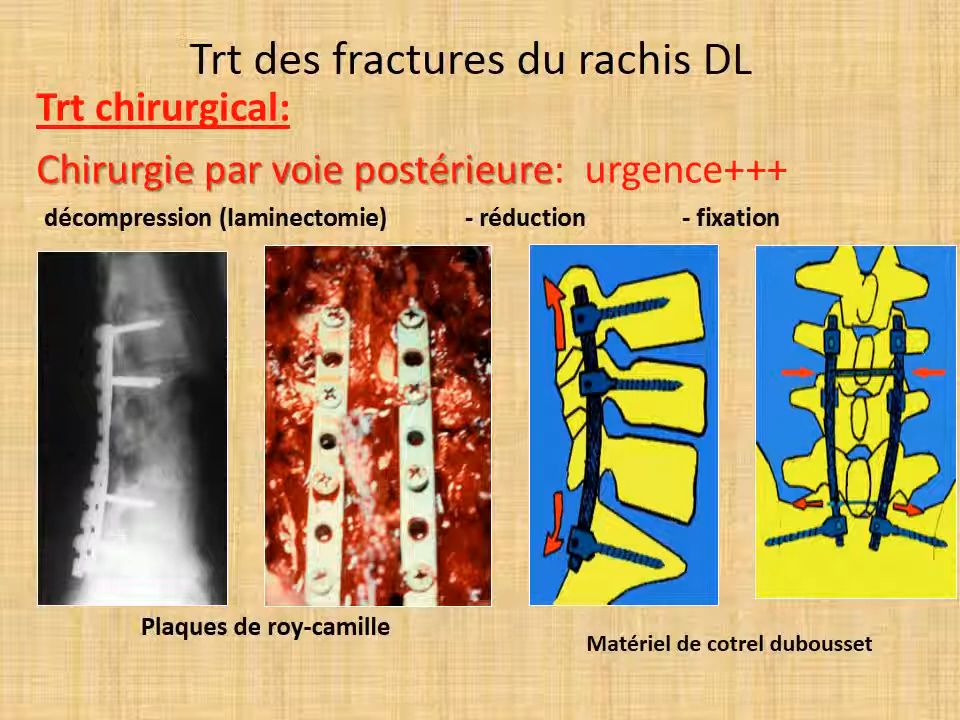 Trt des fractures du rachis DL
Trt chirurgical:
Chirurgie par voie postérieure: urgence+++
décompression (laminectomie) - réduction - fixation
Plaques de roy-camille
Matériel de cotrel dubousset